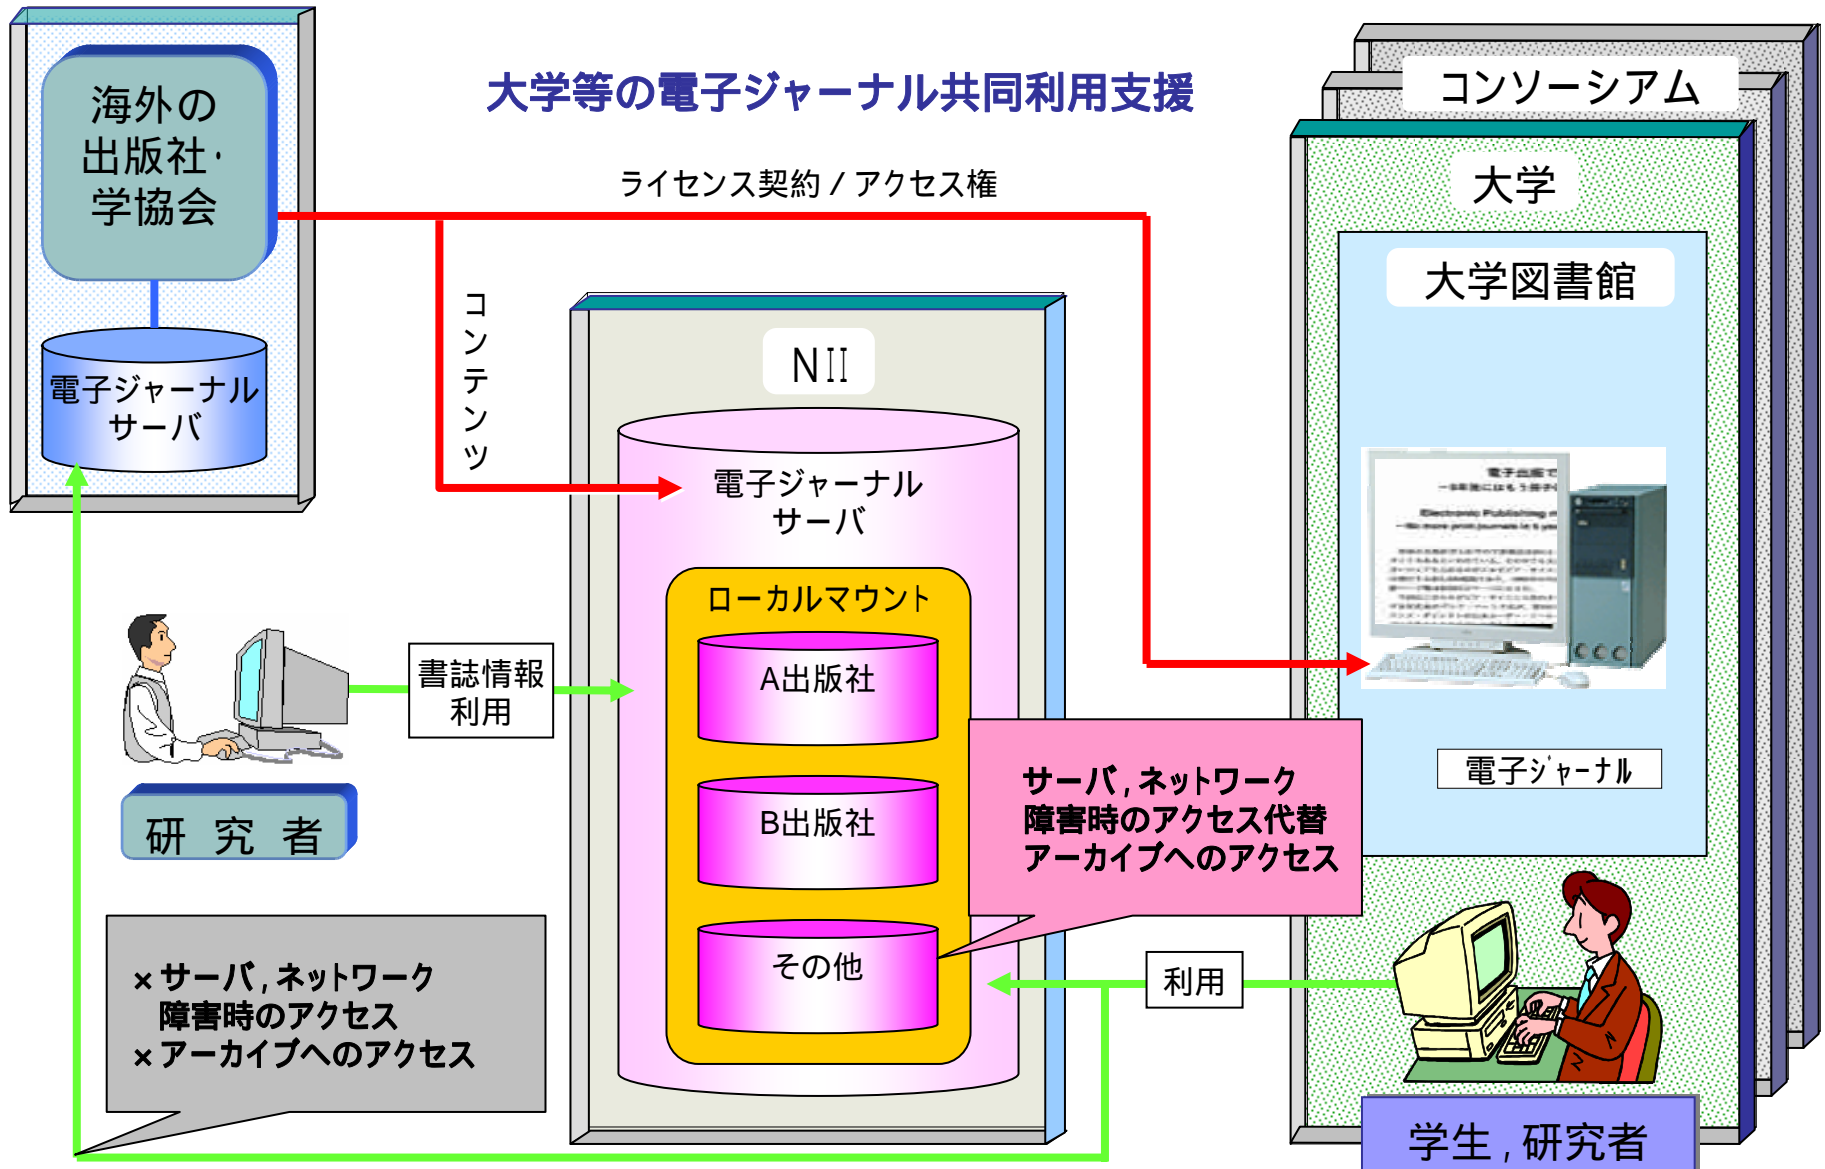 大学等の電子ジャーナル共同利用支援
海外の
出版社・
学協会
電子ジャーナル
サーバ
ライセンス契約 / アクセス権
コンテンツ
NII
電子ジャーナル
サーバ
ローカルマウント
A出版社
B出版社
その他
コンソーシアム
大学
大学図書館
電子出版で
Electronic Publishing
電子ジャーナル
書誌情報
利用
研 究 者
サーバ , ネットワーク
障害時のアクセス代替
アーカイブへのアクセス
利用
× サーバ , ネットワーク
障害時のアクセス
× アーカイブへのアクセス
学生 , 研究者